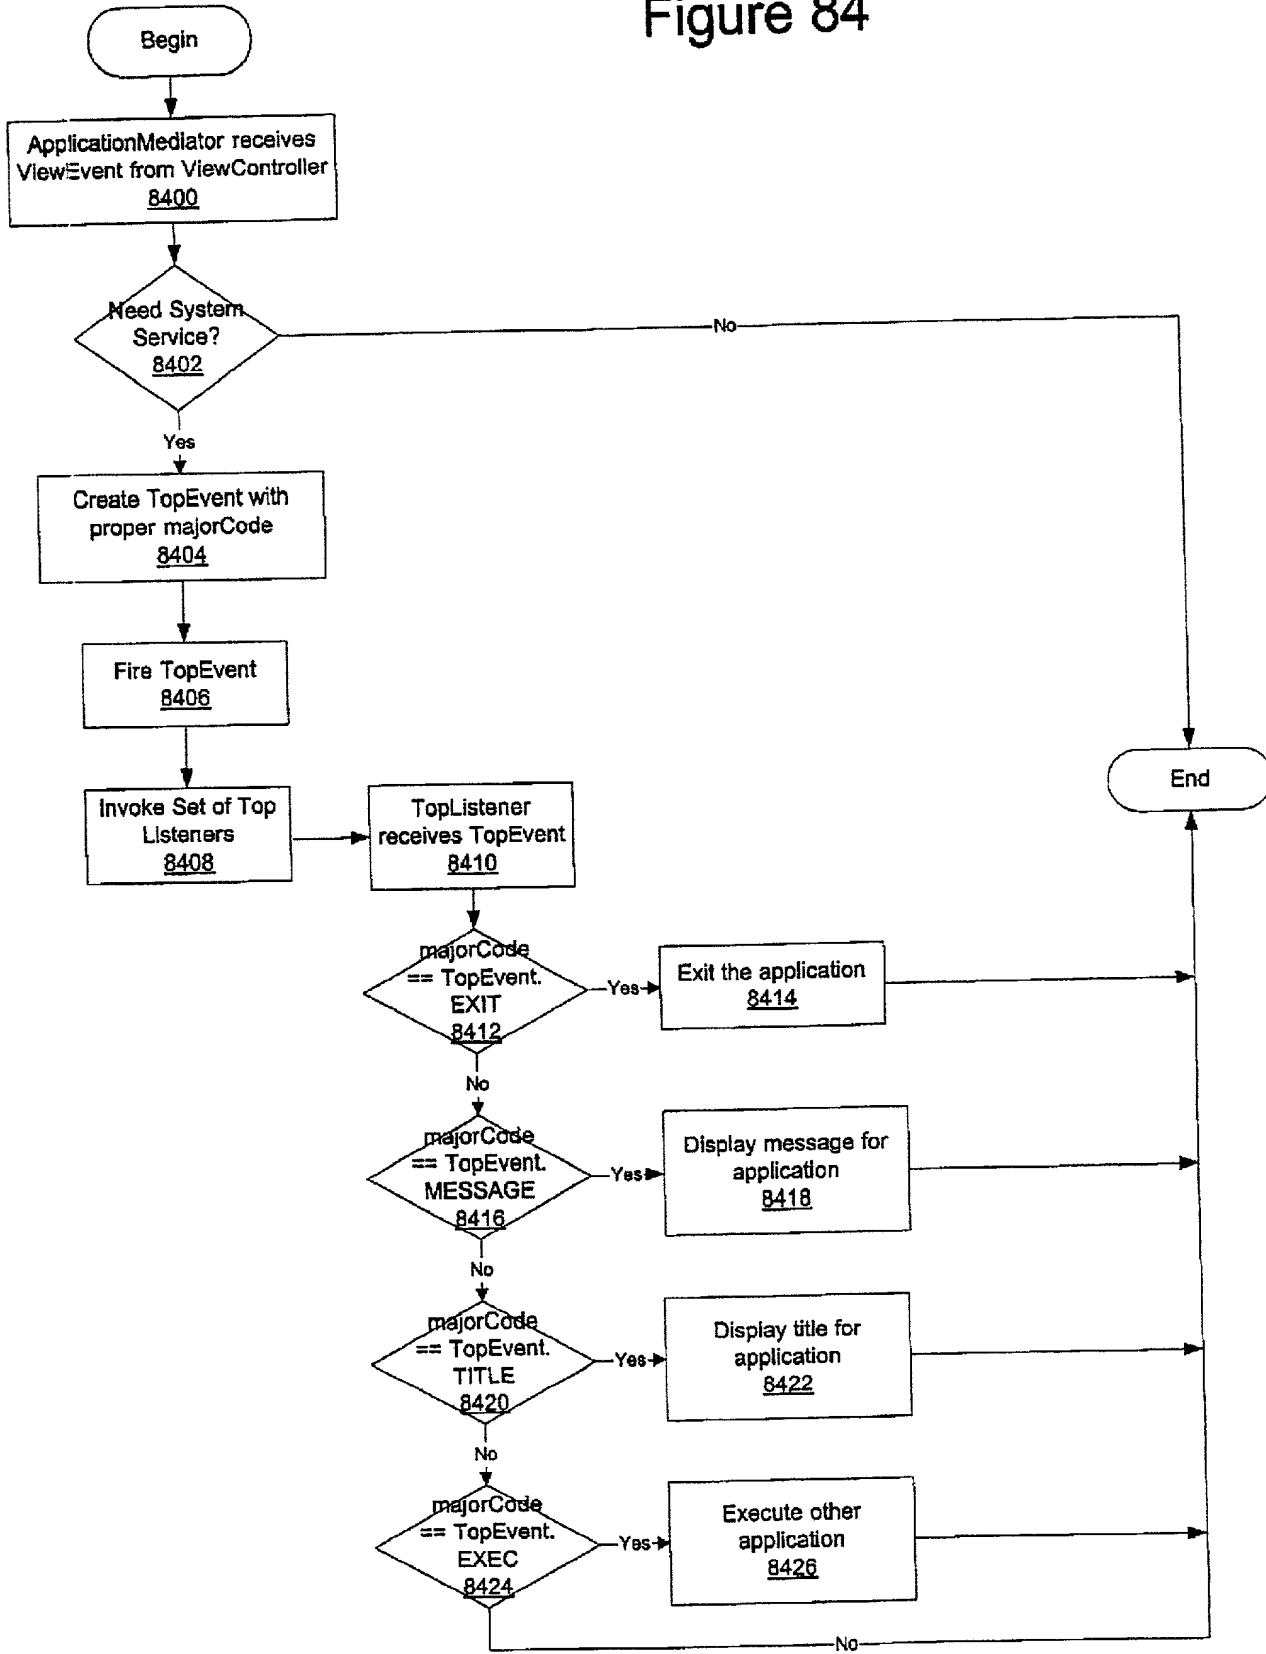 Figure 84
Begin
ApplicationMediator receives
ViewEvent from ViewController
8400
Need System
Service?
8402
No
Yes
Create TopEvent with
proper majorCode
8404
Fire TopEvent
8406
Invoke Set of Top
Listeners
8408
TopListener
receives TopEvent
8410
End
majorCode
== TopEvent.
EXIT
8412
Yes
Exit the application
8414
No
majorCode
== TopEvent.
MESSAGE
8416
Yes
Display message for
application
8418
No
majorCode
== TopEvent.
TITLE
8420
Yes
Display title for
application
8422
No
majorCode
== TopEvent.
EXEC
8424
Yes
Execute other
application
8426
No